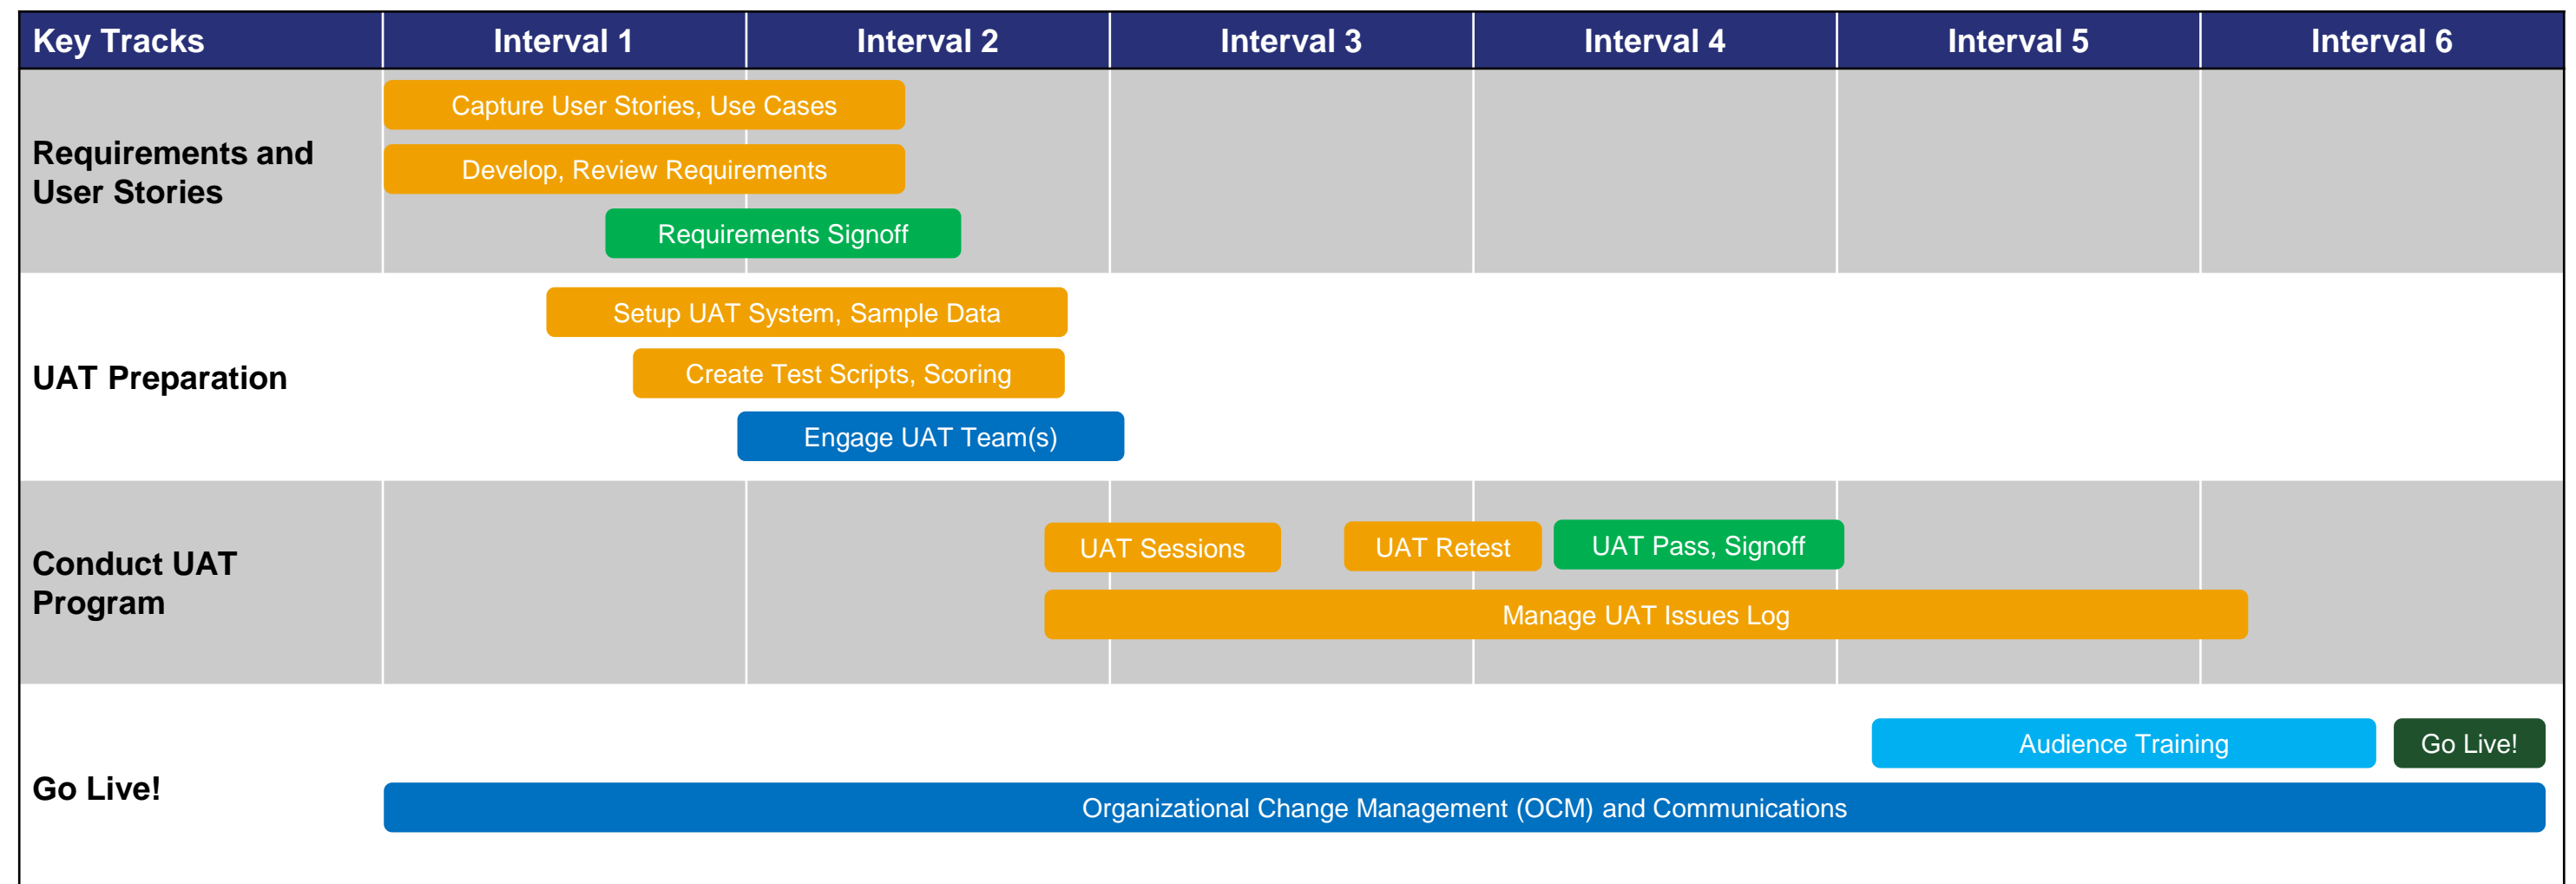 Key Tracks
Interval 1
Interval 2
Interval 3
Interval 4
Interval 5
Interval 6
Requirements and
User Stories
Capture User Stories, Use Cases
Develop, Review Requirements
Requirements Signoff
UAT Preparation
Setup UAT System, Sample Data
Create Test Scripts, Scoring
Engage UAT Team(s)
Conduct UAT
Program
UAT Sessions
UAT Retest
UAT Pass, Signoff
Manage UAT Issues Log
Go Live!
Audience Training
Go Live!
Organizational Change Management (OCM) and Communications